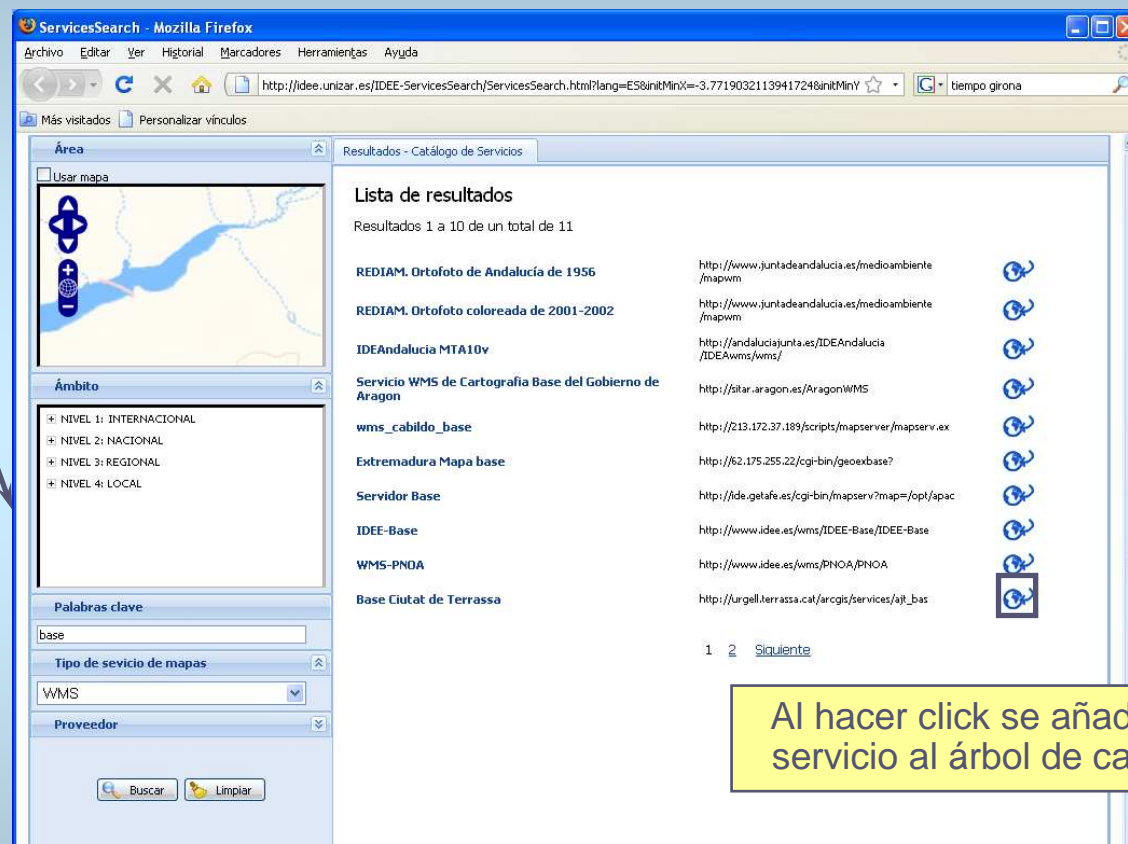 ServicesSearch - Mozilla Firefox
Archivo Editar Ver Historial Marcadores Herramientas Ayuda
http://idee.unizar.es/IDEE-ServicesSearch/ServicesSearch.html?lang=ES&initMinX=-3.7719032113941724&initMinY
G tiempo girona
Más visitados Personalizar vínculos
Área
Usar mapa
Ámbito
NIVEL 1: INTERNACIONAL
NIVEL 2: NACIONAL
NIVEL 3: REGIONAL
NIVEL 4: LOCAL
Palabras clave
base
Tipo de sevicio de mapas
WMS
Proveedor
Buscar Limpiar
Resultados - Catálogo de Servicios
Lista de resultados
Resultados 1 a 10 de un total de 11
REDIAM. Ortofoto de Andalucía de 1956
http://www.juntadeandalucia.es/medioambiente
/mapwm
REDIAM. Ortofoto coloreada de 2001-2002
http://www.juntadeandalucia.es/medioambiente
/mapwm
IDEAndalucia MTA10v
http://andaluciajunta.es/IDEAndalucia
/IDEAwms/wms/
Servicio WMS de Cartografia Base del Gobierno de
Aragon
http://sitar.aragon.es/AragonWMS
wms_cabildo_base
http://213.172.37.189/scripts/mapserver/mapserv.ex
Extremadura Mapa base
http://62.175.255.22/cgi-bin/geoexbase?
Servidor Base
http://ide.getafe.es/cgi-bin/mapserv?map=/opt/apac
IDEE-Base
http://www.idee.es/wms/IDEE-Base/IDEE-Base
WMS-PNOA
http://www.idee.es/wms/PNOA/PNOA
Base Ciutat de Terrassa
http://urgell.terrassa.cat/arcgis/services/ajt_bas
1 2 Siguiente
Al hacer click se añad
servicio al árbol de ca